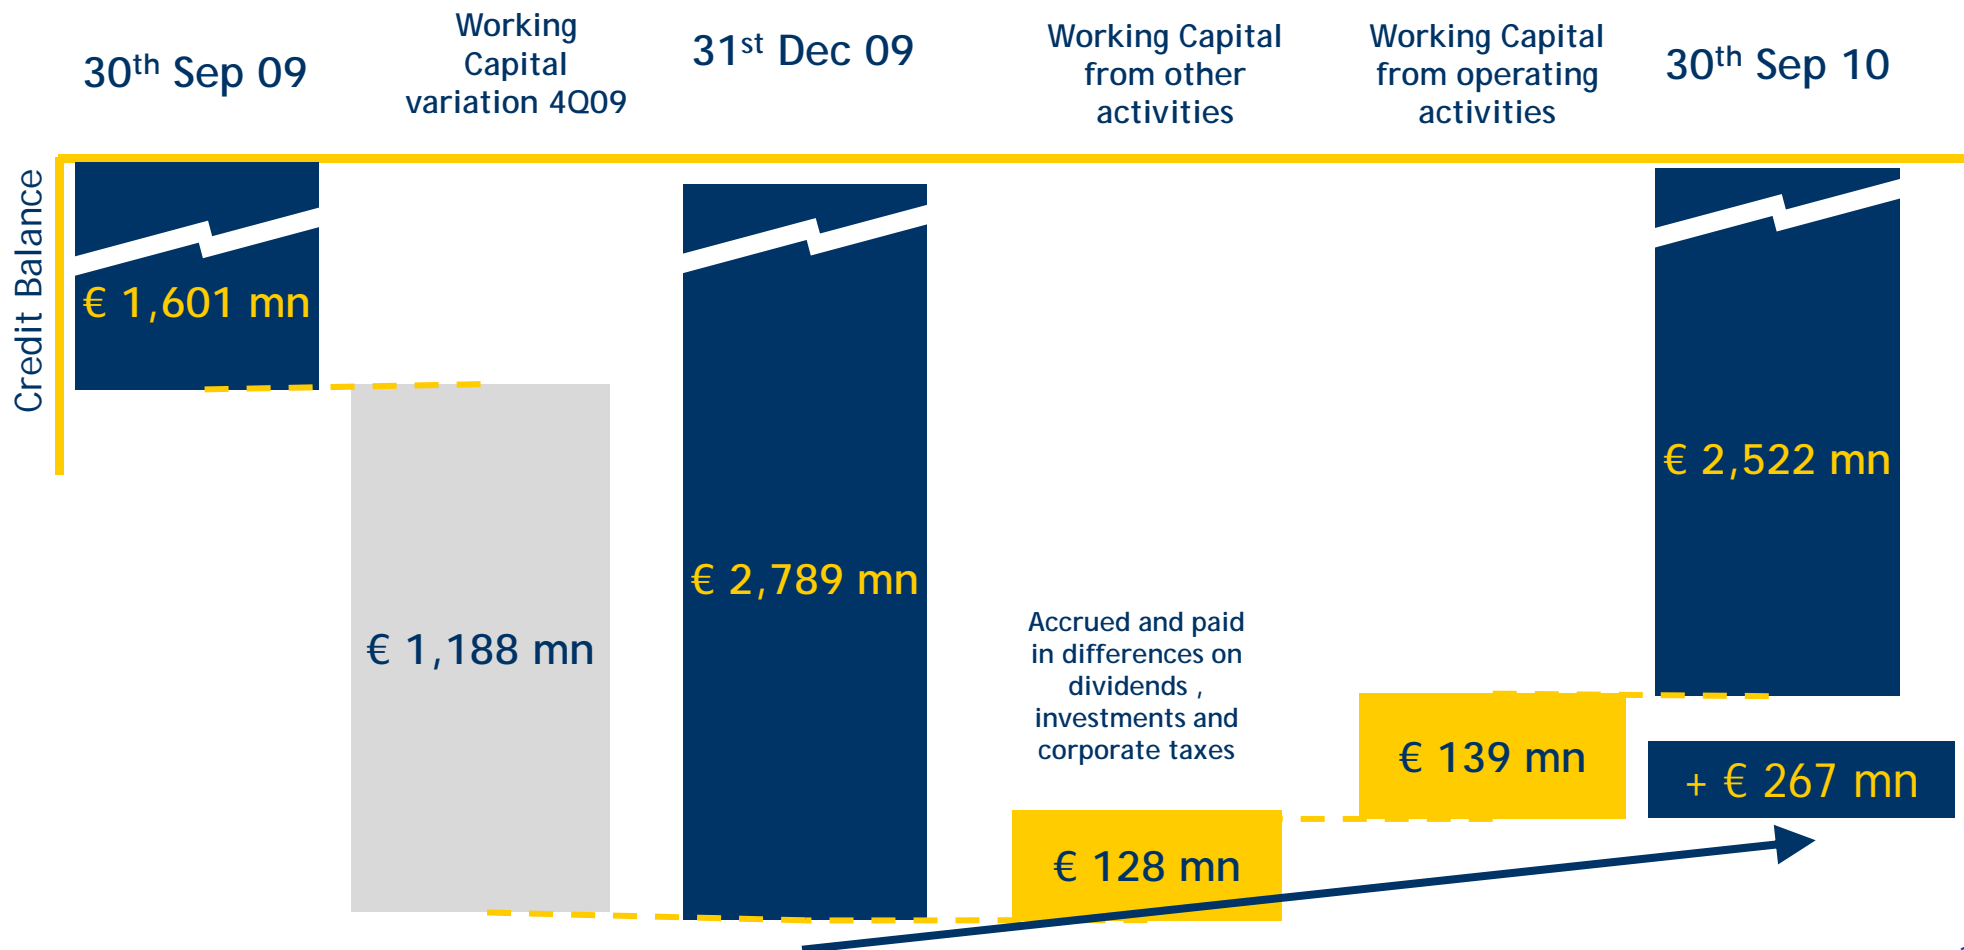 30th Sep 09
Working
Capital
variation 4Q09
31st Dec 09
Working Capital
from other
activities
Working Capital
from operating
activities
30th Sep 10
Credit Balance
€ 1,601 mn
€ 1,188 mn
€ 2,789 mn
Accrued and paid
in differences on
dividends ,
investments and
corporate taxes
€ 128 mn
€ 139 mn
€ 2,522 mn
+ € 267 mn